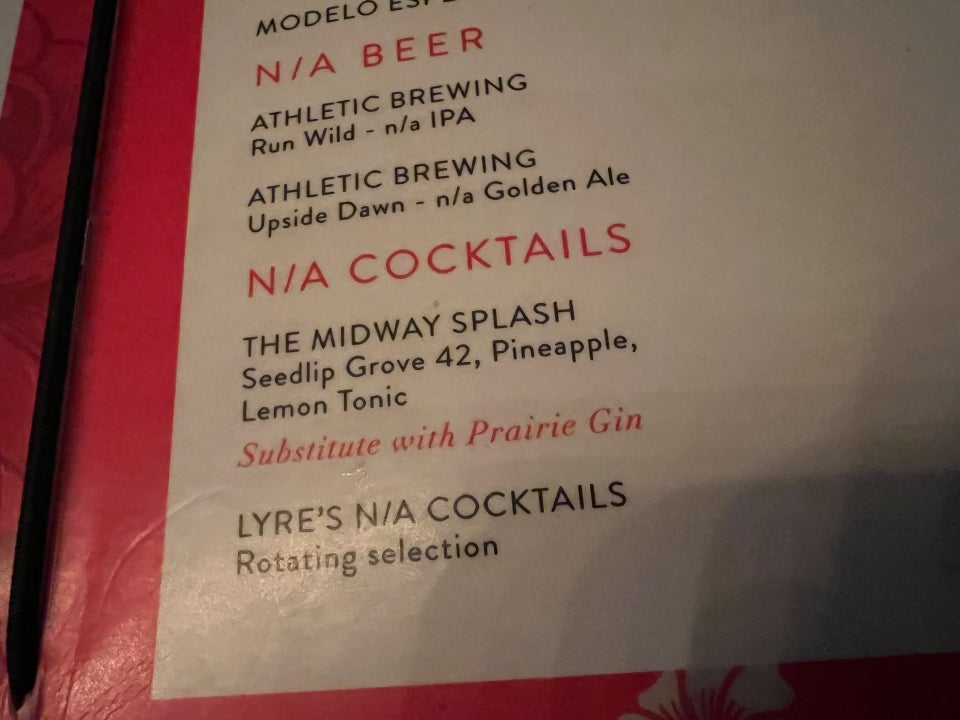 MODELO
N/A BEER
ATHLETIC BREWING
Run Wild - n/a IPA
ATHLETIC BREWING
Upside Dawn - n/a Golden Ale
N/A COCKTAILS
THE MIDWAY SPLASH
Seedlip Grove 42, Pineapple,
Lemon Tonic
Substitute with Prairie Gin
LYRE'S N/A COCKTAILS
Rotating selection